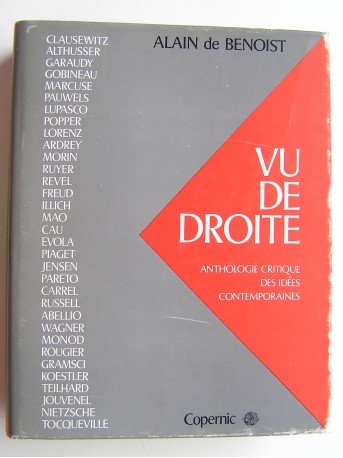 ALAIN de BENOIST
CLAUSEWITZ
ALTHUSSER
GARAUDY
GOBINEAU
MARCUSE
PAUWELS
LUPASCO
POPPER
LORENZ
ARDREY
MORIN
RUYER
REVEL
FREUD
ILLICH
MAO
CAU
EVOLA
PIAGET
JENSEN
PARETO
CARREL
RUSSELL
ABELLIO
WAGNER
MONOD
ROUGIER
GRAMSCI
KOESTLER
TEILHARD
JOUVENEL
NIETZSCHE
TOCQUEVILLE
VU
DE
DROITE
ANTHOLOGIE CRITIQUE
DES IDÉES
CONTEMPORAINES
Copernic